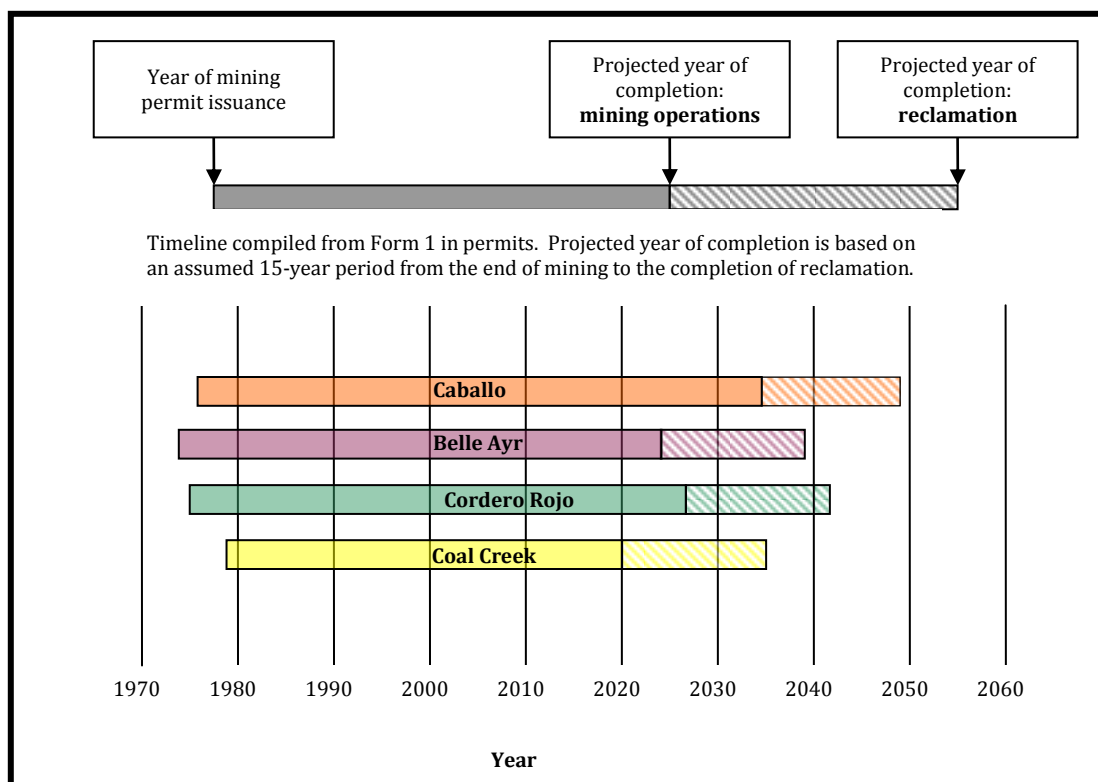 Year of mining
permit issuance
Projected year of
completion:
mining operations
Projected year of
completion:
reclamation
Timeline compiled from Form 1 in permits.  Projected year of completion is based on
an assumed 15-year period from the end of mining to the completion of reclamation.
Caballo
Belle Ayr
Cordero Rojo
Coal Creek
1970 1980 1990 2000 2010 2020 2030 2040 2050 2060
Year